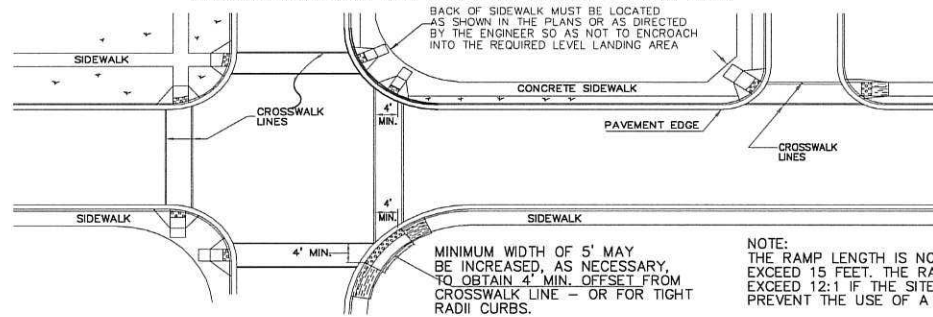 BACK OF SIDEWALK MUST BE LOCATED
AS SHOWN IN THE PLANS OR AS DIRECTED
BY THE ENGINEER SO AS NOT TO ENCROACH
INTO THE REQUIRED LEVEL LANDING AREA
SIDEWALK
CONCRETE SIDEWALK
CROSSWALK
LINES
4'
MIN.
PAVEMENT EDGE
CROSSWALK
LINES
4'
MIN.
SIDEWALK
SIDEWALK
4' MIN.
MINIMUM WIDTH OF 5' MAY
BE INCREASED, AS NECESSARY,
TO OBTAIN 4' MIN. OFFSET FROM
CROSSWALK LINE – OR FOR TIGHT
RADII CURBS.
NOTE:
THE RAMP LENGTH IS
EXCEED 15 FEET. THE
EXCEED 12:1 IF THE SITE
PREVENT THE USE OF A